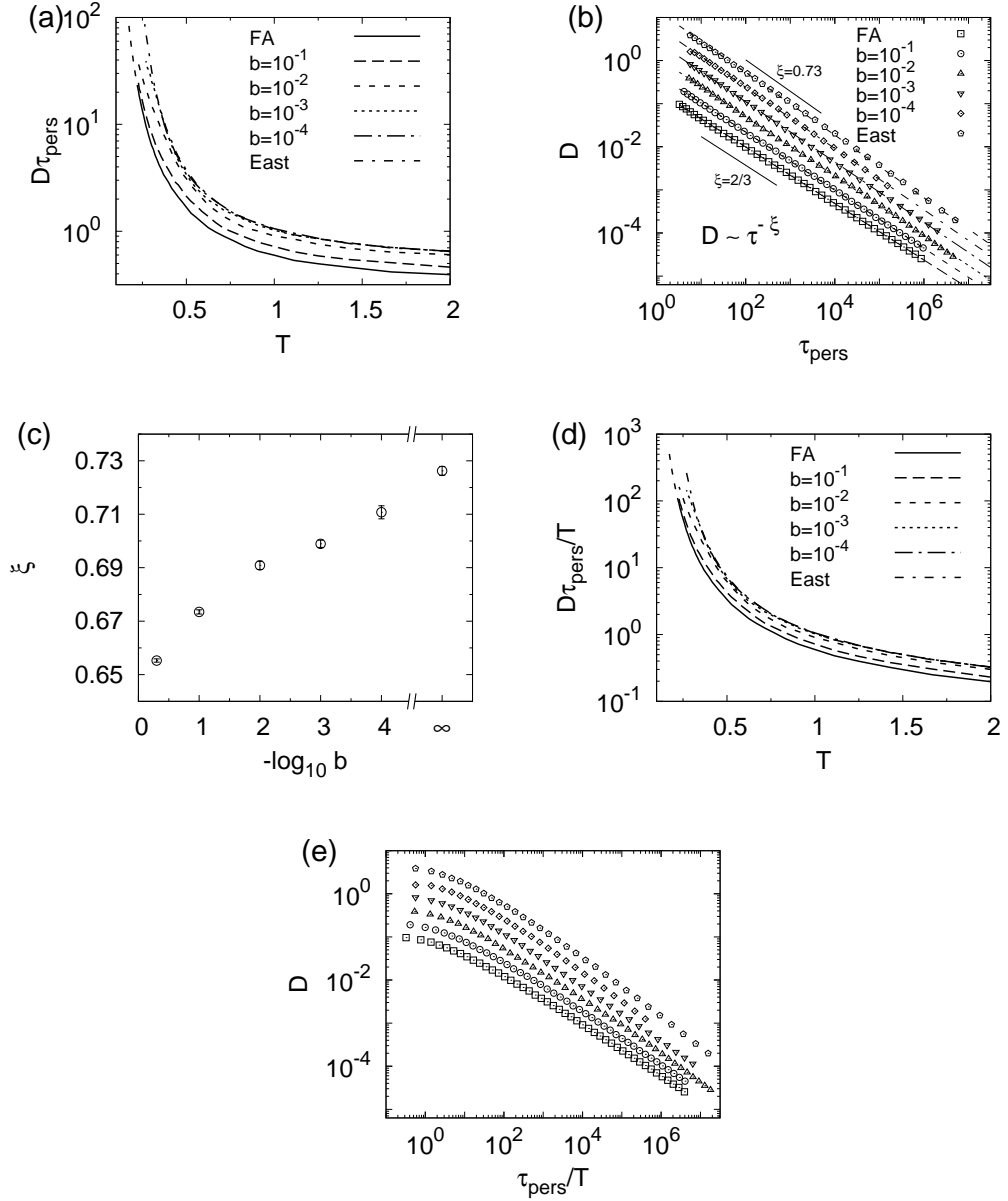 (a)
10^2
10^1
10^0
Dτ_pers
0.5 1 1.5 2
T
FA
b=10^-1
b=10^-2
b=10^-3
b=10^-4
East
(b)
10^0
10^-2
10^-4
D
10^0 10^2 10^4 10^6
τ_pers
FA
b=10^-1
b=10^-2
b=10^-3
b=10^-4
East
ξ=0.73
ξ=2/3
D ~ τ^-ξ
(c)
0.73
0.71
0.69
0.67
0.65
ξ
0 1 2 3 4 ∞
-log_10 b
(d)
10^3
10^2
10^1
10^0
10^-1
Dτ_pers/T
0.5 1 1.5 2
T
FA
b=10^-1
b=10^-2
b=10^-3
b=10^-4
East
(e)
10^0
10^-2
10^-4
D
10^0 10^2 10^4 10^6
τ_pers/T